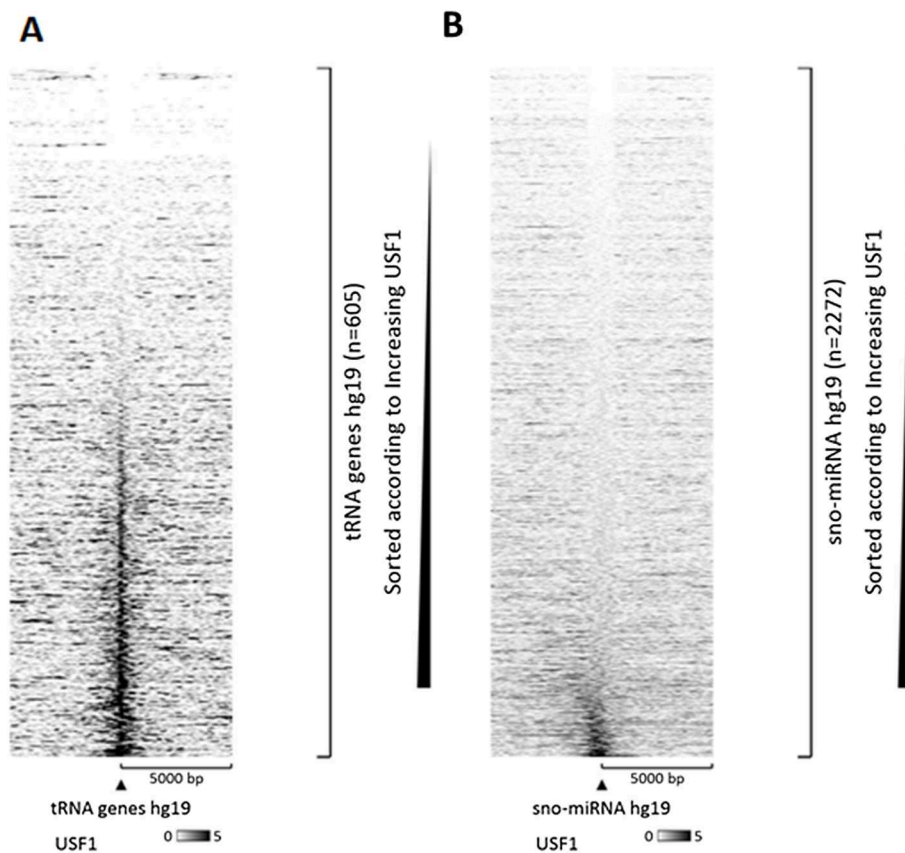 A
B
tRNA genes hg19 (n=605)
Sorted according to Increasing USF1
sno-miRNA hg19 (n=2272)
Sorted according to Increasing USF1
5000 bp
5000 bp
tRNA genes hg19
sno-miRNA hg19
USF1
0
5
USF1
0
5